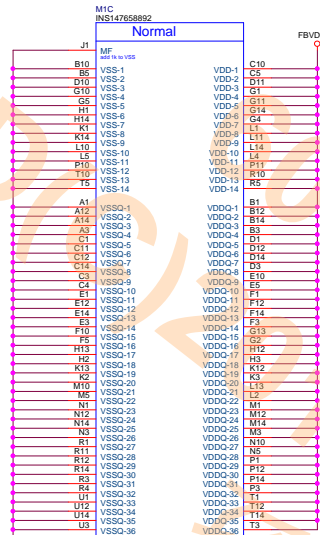 M1C
INS147658892
Normal
FBVD
J1 MF
add 1k to VSS
B10 VSS-1 VDD-1 C10
B5 VSS-2 VDD-2 C5
D10 VSS-3 VDD-3 D11
G10 VSS-4 VDD-4 G1
G5 VSS-5 VDD-5 G11
H1 VSS-6 VDD-6 G14
H14 VSS-7 VDD-7 G4
K1 VSS-8 VDD-8 L1
K14 VSS-9 VDD-9 L11
L10 VSS-10 VDD-10 L14
L5 VSS-11 VDD-11 L4
P10 VSS-12 VDD-12 P11
T10 VSS-13 VDD-13 R10
T5 VSS-14 VDD-14 R5
A1 VSSQ-1 VDDQ-1 B1
A12 VSSQ-2 VDDQ-2 B12
A14 VSSQ-3 VDDQ-3 B14
A3 VSSQ-4 VDDQ-4 B3
C1 VSSQ-5 VDDQ-5 D1
C11 VSSQ-6 VDDQ-6 D12
C12 VSSQ-7 VDDQ-7 D14
C14 VSSQ-8 VDDQ-8 D3
C3 VSSQ-9 VDDQ-9 E10
C4 VSSQ-10 VDDQ-10 E5
E1 VSSQ-11 VDDQ-11 F1
E12 VSSQ-12 VDDQ-12 F12
E14 VSSQ-13 VDDQ-13 F14
E3 VSSQ-14 VDDQ-14 F3
F10 VSSQ-15 VDDQ-15 G13
F5 VSSQ-16 VDDQ-16 G2
H13 VSSQ-17 VDDQ-17 H12
H2 VSSQ-18 VDDQ-18 H3
K13 VSSQ-19 VDDQ-19 K12
K2 VSSQ-20 VDDQ-20 K3
M10 VSSQ-21 VDDQ-21 L13
M5 VSSQ-22 VDDQ-22 L2
N1 VSSQ-23 VDDQ-23 M1
N12 VSSQ-24 VDDQ-24 M12
N14 VSSQ-25 VDDQ-25 M14
N3 VSSQ-26 VDDQ-26 M3
R1 VSSQ-27 VDDQ-27 N10
R11 VSSQ-28 VDDQ-28 N5
R12 VSSQ-29 VDDQ-29 P1
R14 VSSQ-30 VDDQ-30 P12
R3 VSSQ-31 VDDQ-31 P14
R4 VSSQ-32 VDDQ-32 P3
U1 VSSQ-33 VDDQ-33 T1
U12 VSSQ-34 VDDQ-34 T12
U14 VSSQ-35 VDDQ-35 T14
U3 VSSQ-36 VDDQ-36 T3